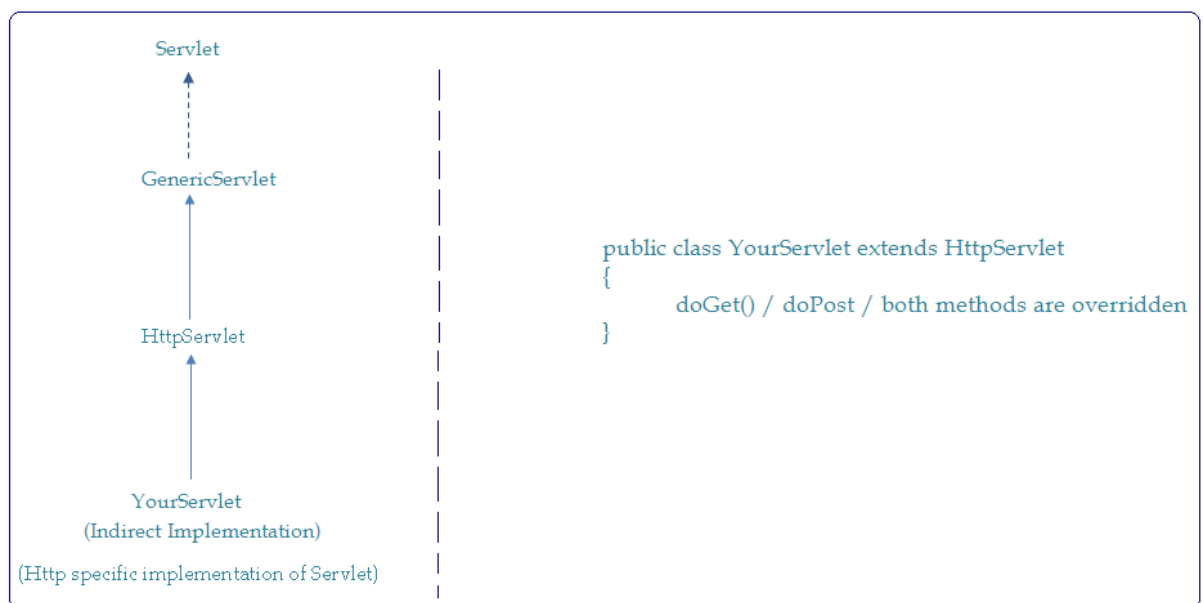 Servlet
GenericServlet
HttpServlet
YourServlet
(Indirect Implementation)
(Http specific implementation of Servlet)
public class YourServlet extends HttpServlet
{
doGet() / doPost / both methods are overridden
}